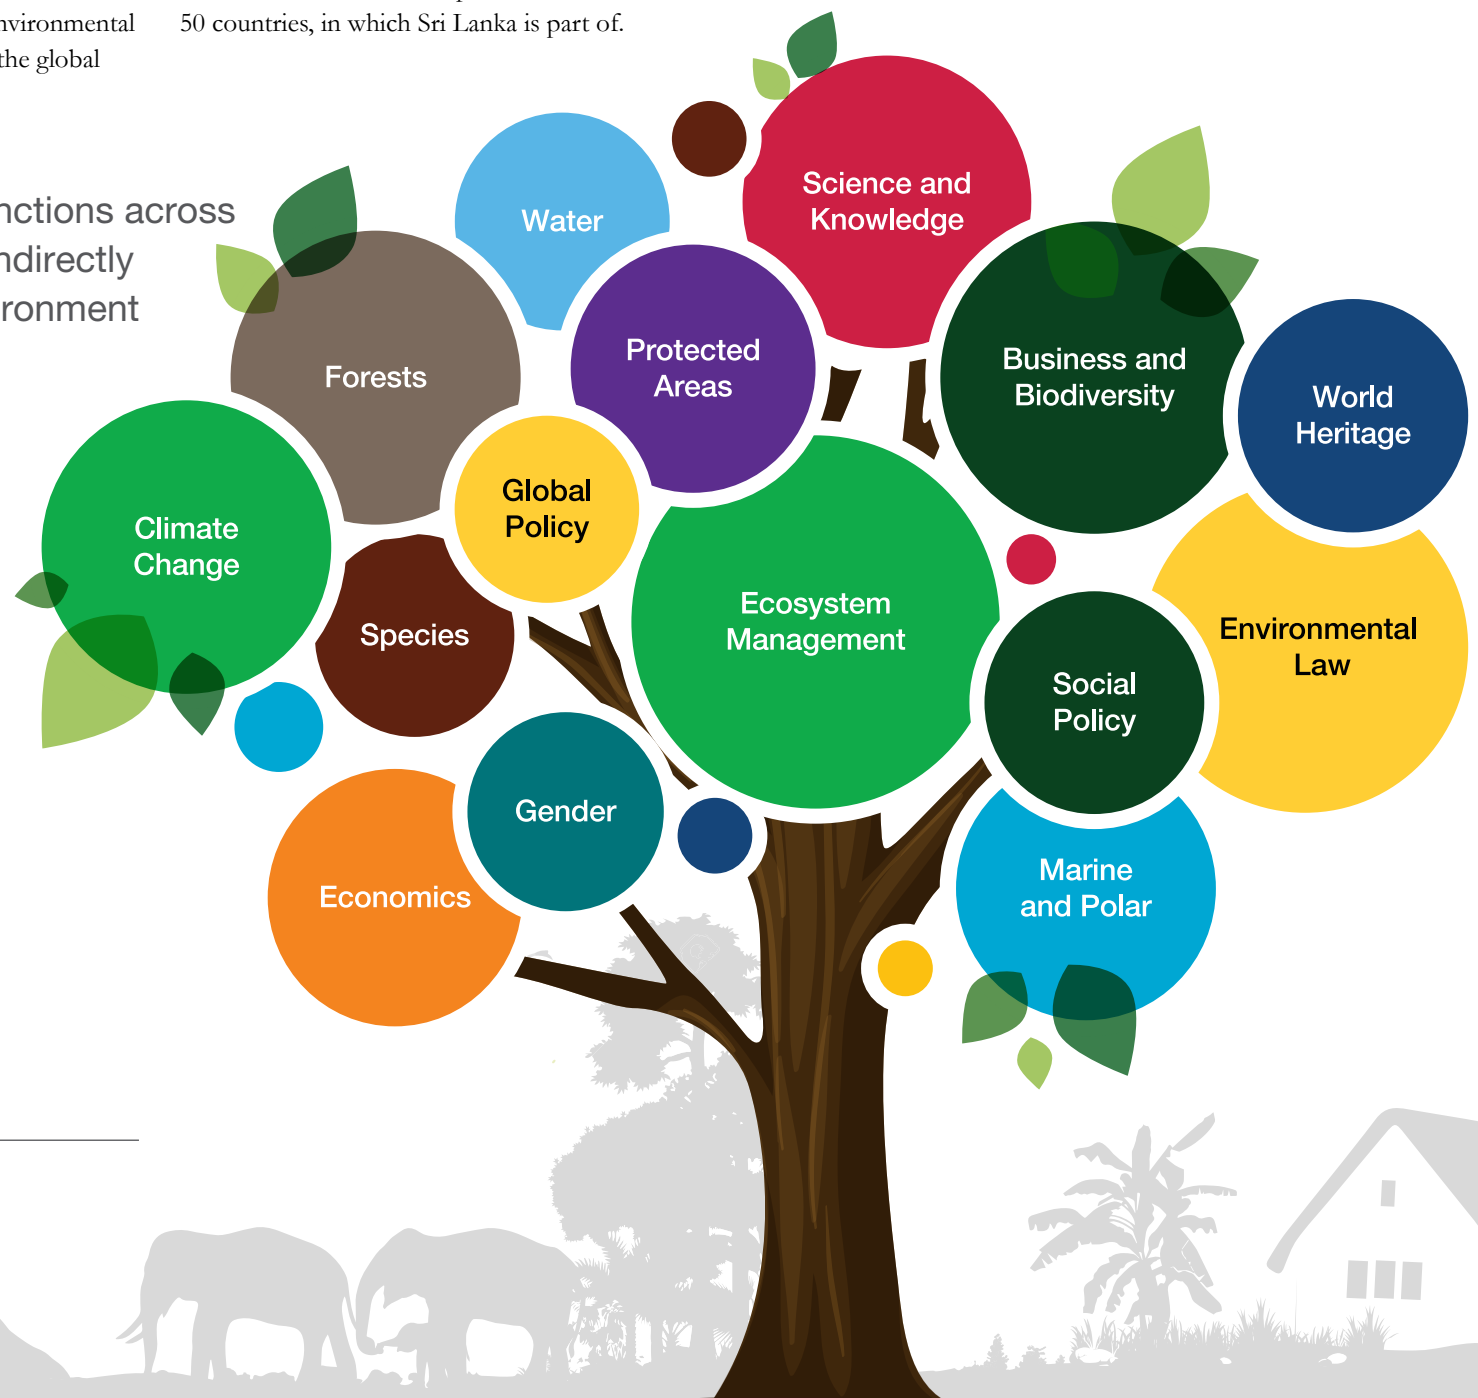 nvironmental
the global
50 countries, in which Sri Lanka is part of.
nctions across
ndirectly
ronment
Science and
Knowledge
Water
Protected
Areas
Business and
Biodiversity
Forests
World
Heritage
Global
Policy
Climate
Change
Ecosystem
Management
Species
Environmental
Law
Social
Policy
Gender
Economics
Marine
and Polar